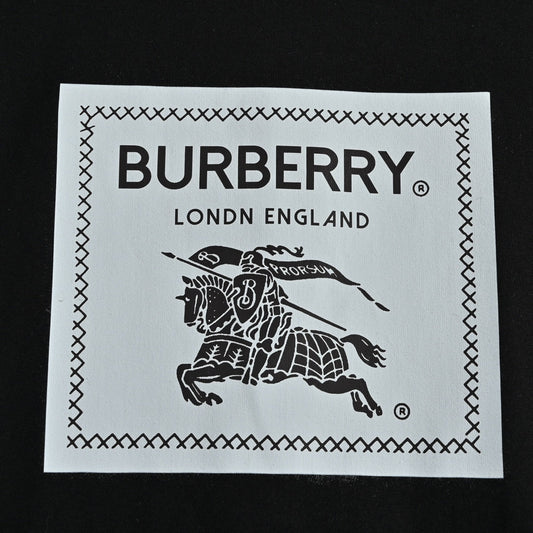 BURBERRY®
LONDN ENGLAND
PRORSUM
B
®